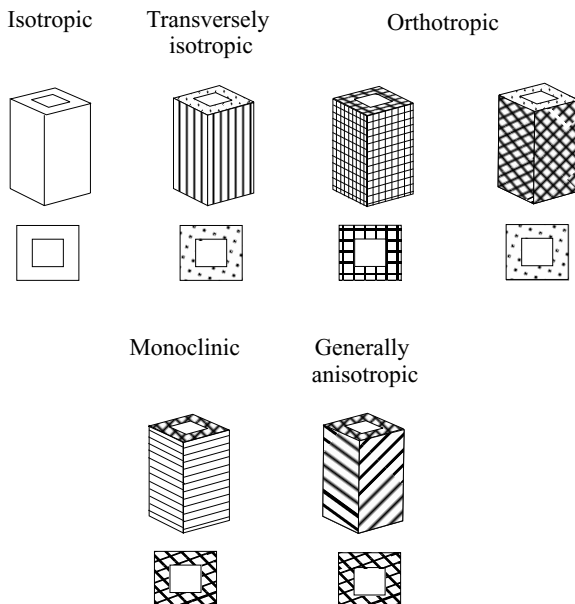 Isotropic
Transversely
isotropic
Orthotropic
Monoclinic
Generally
anisotropic